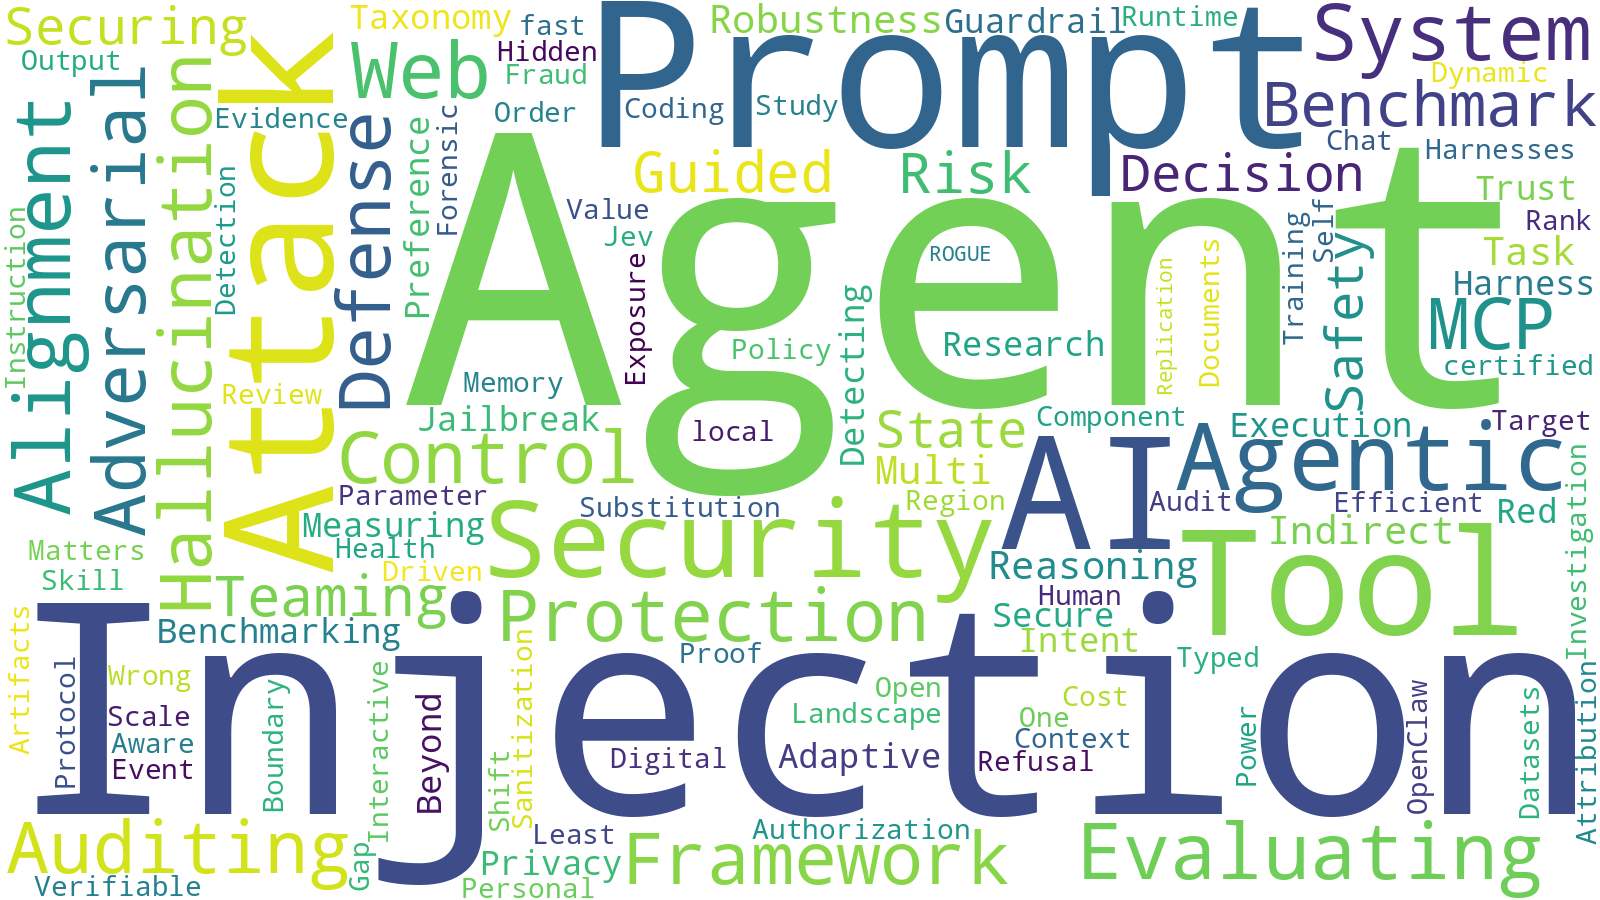 Securing
Output
Taxonomy
fast
Hidden
Fraud
Web
Order
Prompt
Robustness
Guardrail
Runtime
Coding
Study
System
Dynamic
Benchmark
Chat
Harnesses
Alignment
Adversarial
Hallucination
Attack
Evidence
Detection
Instruction
Review
Defense
Preference
Forensic
Agent
Guided
Risk
Decision
Value
Jev
Exposure
ROGUE
Policy
Detecting
Research
Replication
Documents
Training
Self
Safety
Trust
Rank
Task
Harness
MCP
certified
Target
Memory
Jailbreak
local
Control
State
Multi
Region
Component
Execution
Agentic
AI
Audit
Efficient
Red
Indirect
Investigation
Parameter
Measuring
Health
Driven
Substitution
Security
Reasoning
Human
Secure
Intent
Tool
Typed
Matters
Skill
Teaming
Benchmarking
Protection
Proof
Injection
Artifacts
Protocol
Wrong
Scale
Aware
Event
Boundary
Interactive
Beyond
Sanitization
Shift
Digital
Open
Landscape
Adaptive
Cost
One
Context
Refusal
Power
OpenClaw
Datasets
Attribution
Auditing
Verifiable
Gap
Least
Privacy
Personal
Authorization
Framework
Evaluating